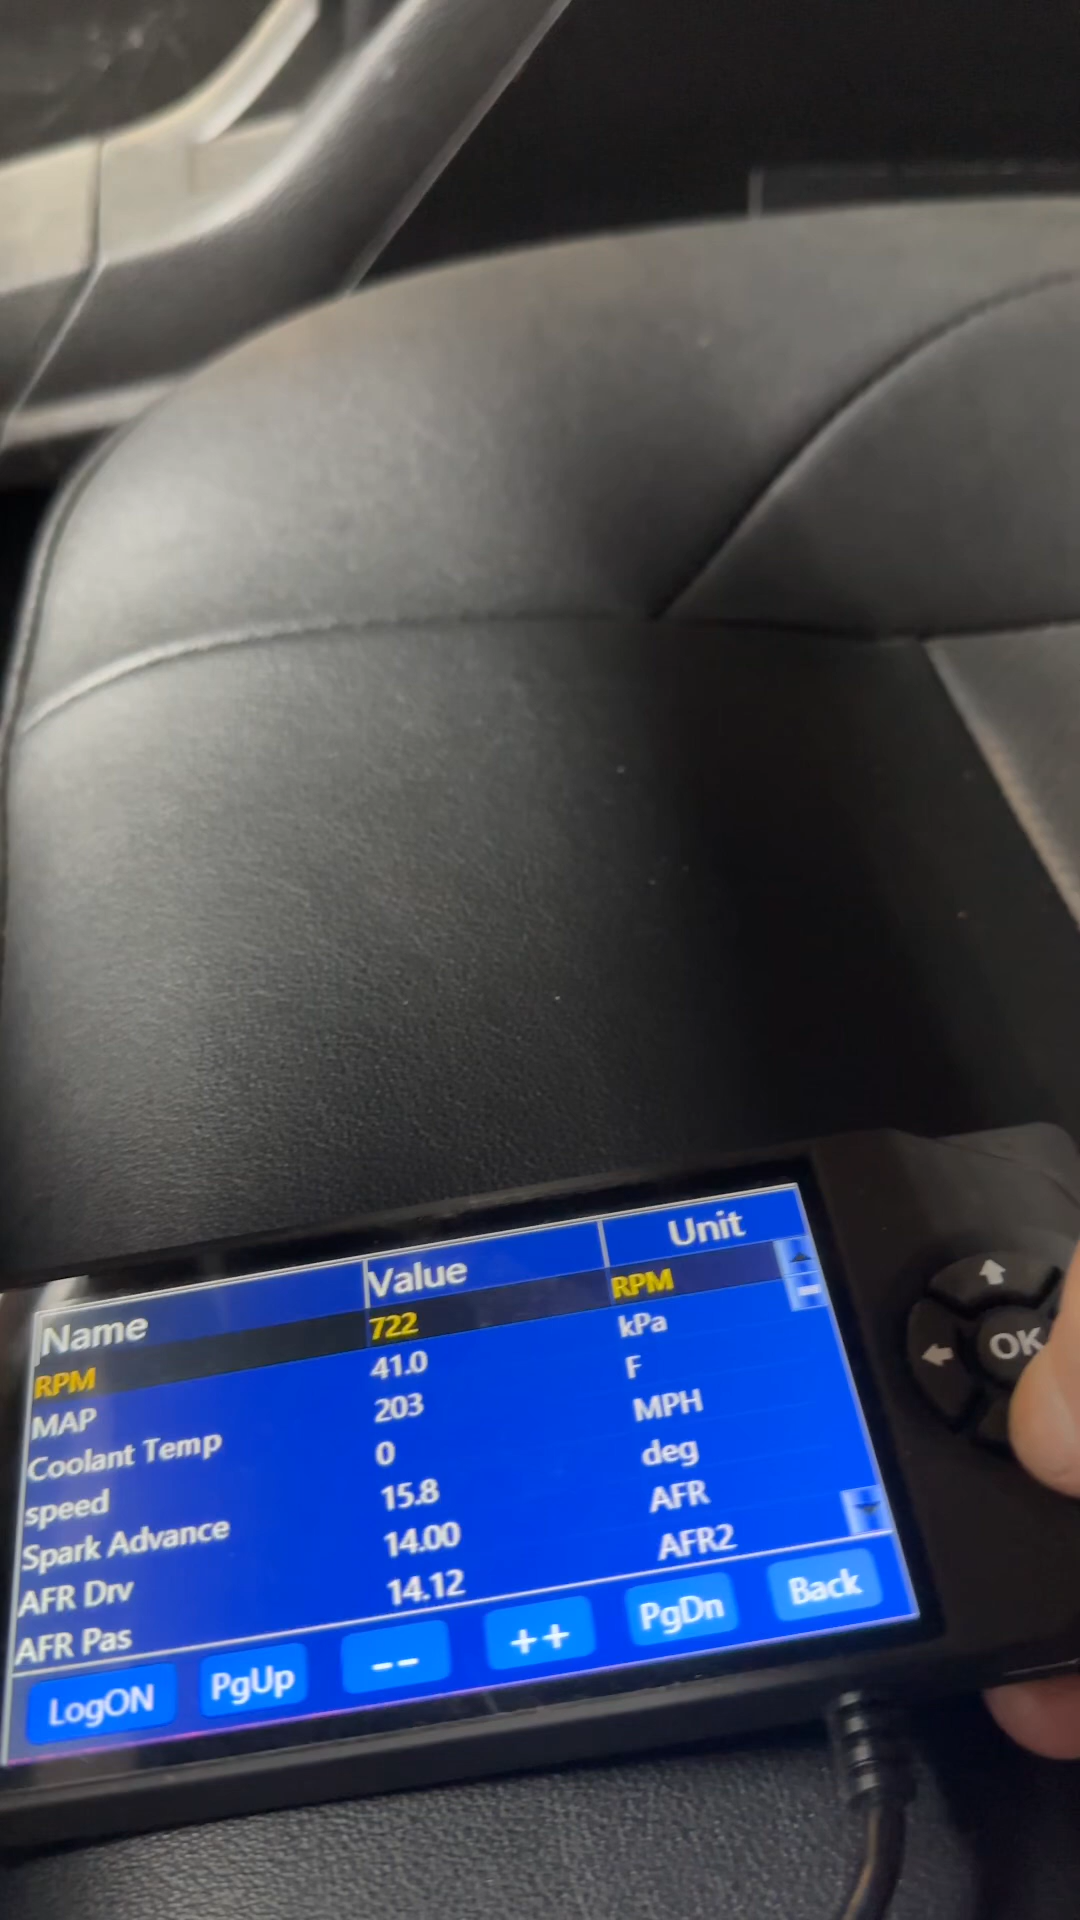 Name Value Unit
RPM 722 RPM
MAP 41.0 kPa
Coolant Temp 203 F
speed 0 MPH
Spark Advance 15.8 deg
AFR Drv 14.00 AFR
AFR Pas 14.12 AFR2
LogON PgUp -- ++ PgDn Back
OK